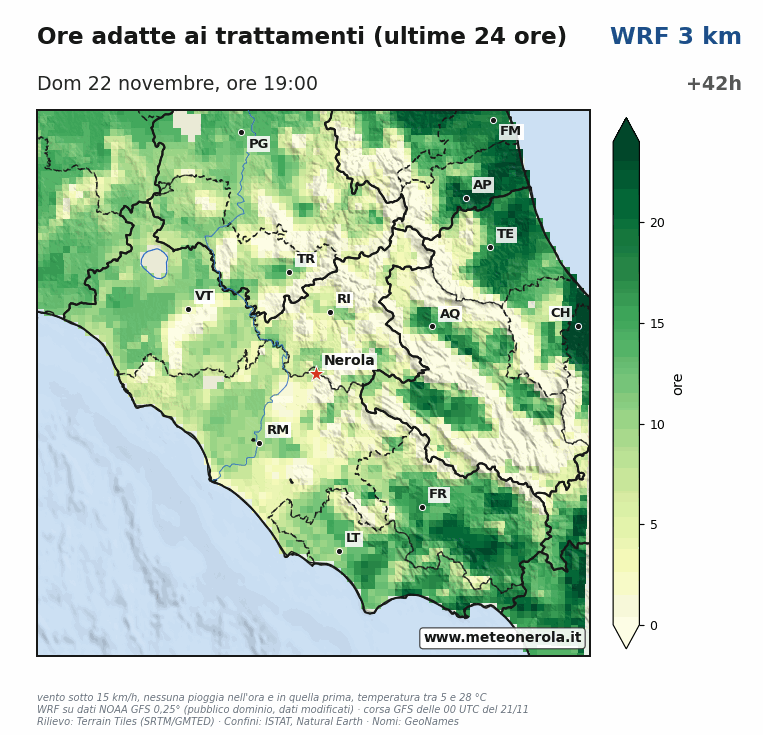 Ore adatte ai trattamenti (ultime 24 ore)
WRF 3 km
Dom 22 novembre, ore 19:00
+42h
FM
PG
AP
TE
TR
VT
RI
AQ
CH
Nerola
RM
FR
LT
20
15
10
5
0
ore
www.meteonerola.it
vento sotto 15 km/h, nessuna pioggia nell'ora e in quella prima, temperatura tra 5 e 28 °C
WRF su dati NOAA GFS 0,25° (pubblico dominio, dati modificati) · corsa GFS delle 00 UTC del 21/11
Rilievo: Terrain Tiles (SRTM/GMTED) · Confini: ISTAT, Natural Earth · Nomi: GeoNames